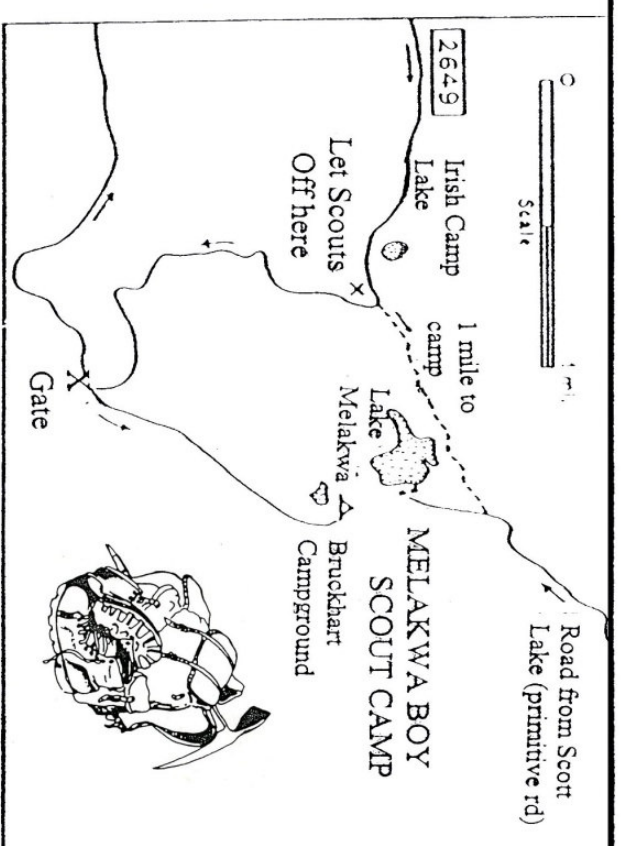 0 1 mi.
Scale
Road from Scott
Lake (primitive rd)
2649
Irish Camp
Lake
1 mile to
camp
MELAKWA BOY
SCOUT CAMP
Lake
Melakwa
Let Scouts
Off here
X
Bruckhart
Campground
X
Gate